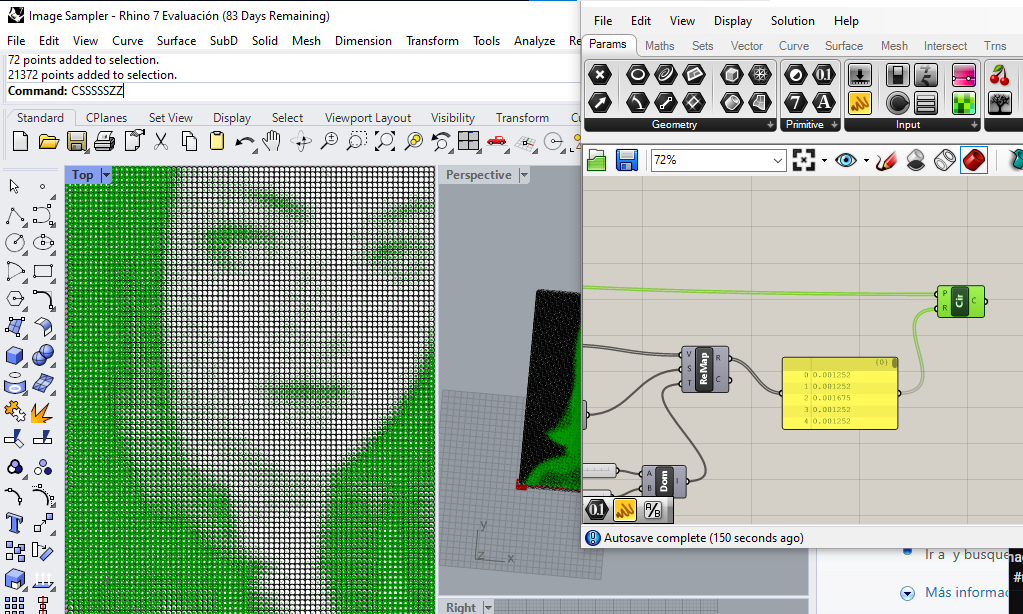 Image Sampler - Rhino 7 Evaluación (83 Days Remaining)
File Edit View Curve Surface SubD Solid Mesh Dimension Transform Tools Analyze Re
72 points added to selection.
21372 points added to selection.
Command: CSSSSSZZ
Standard CPlanes Set View Display Select Viewport Layout Visibility Transform Cu
Top
Perspective
y
z x
Right
File Edit View Display Solution Help
Params Maths Sets Vector Curve Surface Mesh Intersect Trns
Geometry
Primitive
Input
72%
P
R
Cir
C
V
S
T
ReMap
R
C
{0}
0 0.001252
1 0.001252
2 0.001675
3 0.001252
4 0.001252
A
B
Dom
I
Autosave complete (150 seconds ago)
Ir a y busque
Más informac